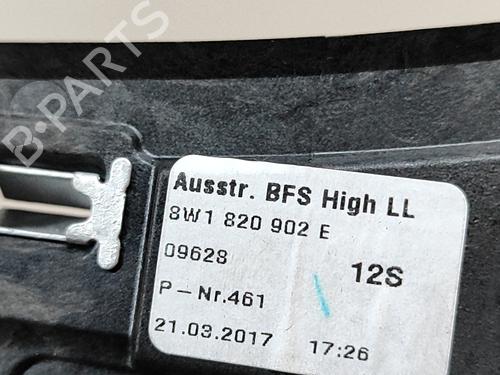 B-PARTS
Ausstr. BFS High LL
8W1 820 902 E
09628
12S
P-Nr.461
21.03.2017 17:26